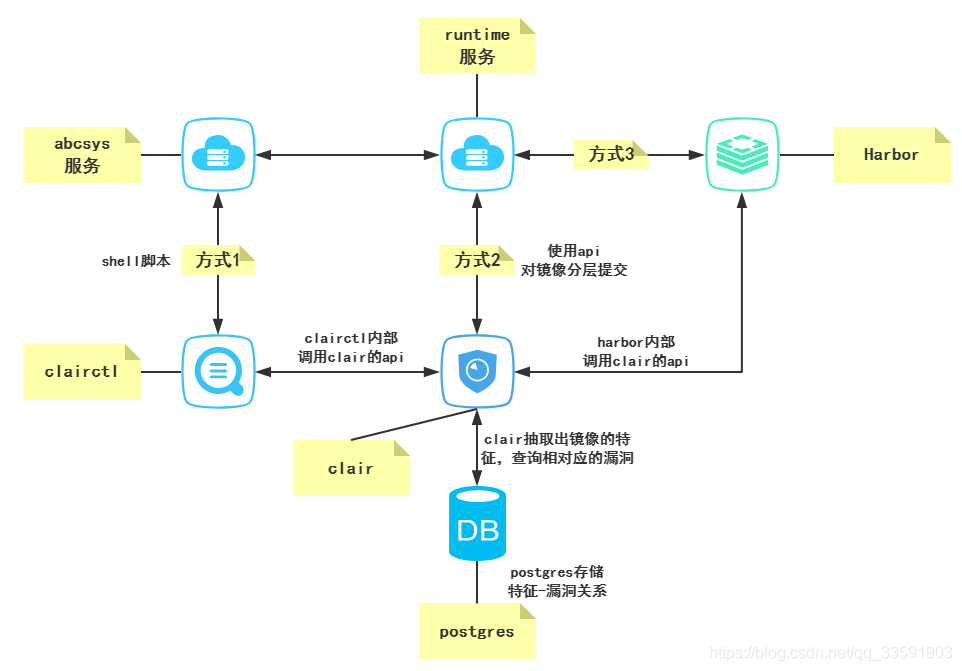 runtime
服务
abcsys
服务
方式3
Harbor
shell脚本
方式1
方式2
使用api
对镜像分层提交
clairctl
clairctl内部
调用clair的api
harbor内部
调用clair的api
clair
clair抽取出镜像的特
征，查询相对应的漏洞
DB
postgres存储
特征-漏洞关系
postgres
https://blog.csdn.net/qq_33591903